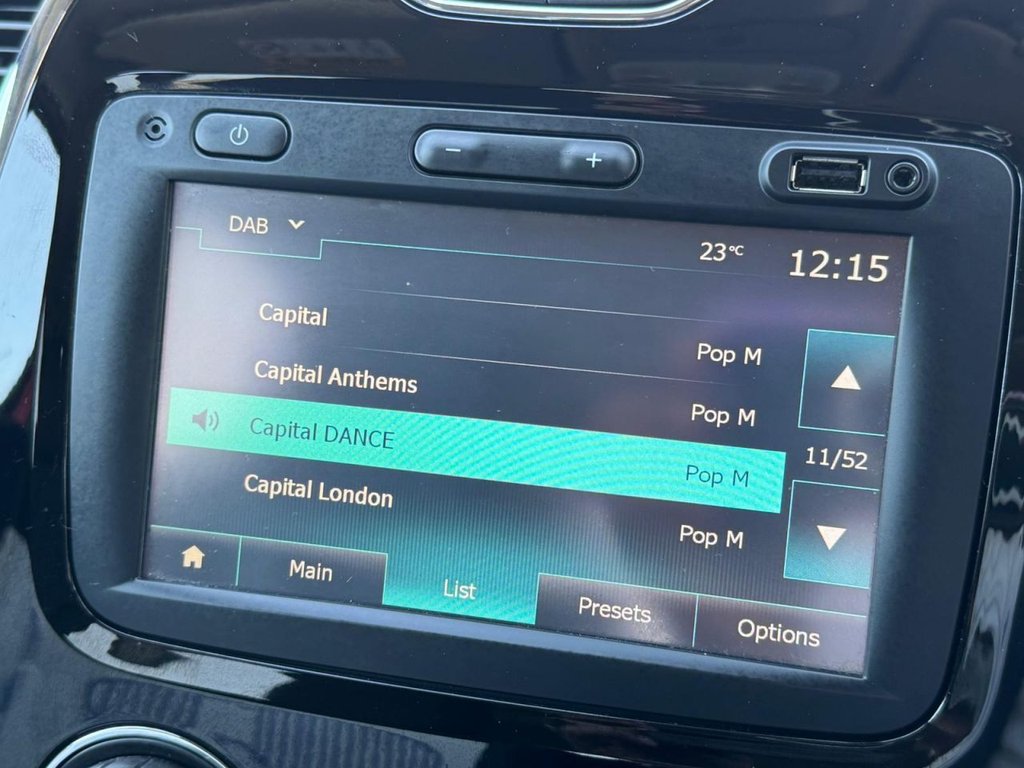 DAB
23°C
12:15
Capital
Pop M
Capital Anthems
Pop M
Capital DANCE
Pop M
11/52
Capital London
Pop M
Main
List
Presets
Options